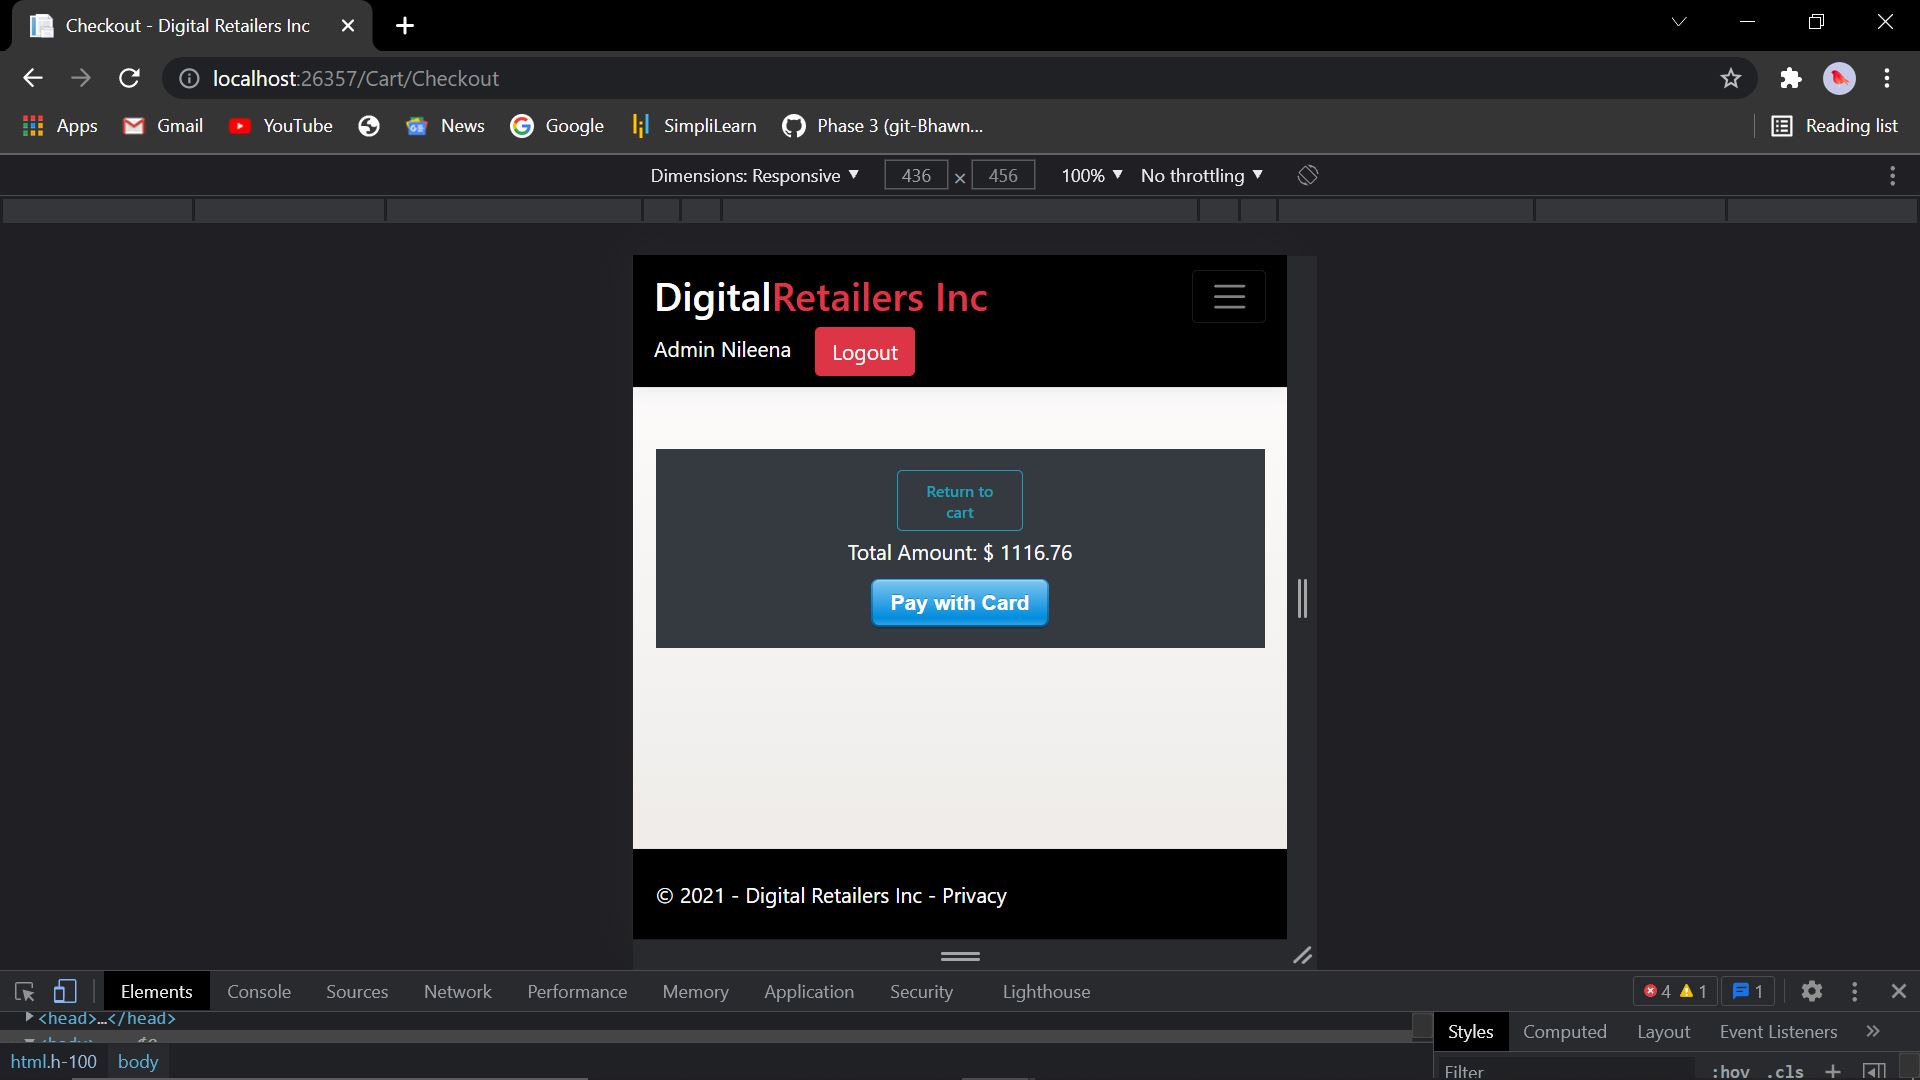 Checkout - Digital Retailers Inc
localhost:26357/Cart/Checkout
Apps Gmail YouTube News Google SimpliLearn Phase 3 (git-Bhawn... Reading list
Dimensions: Responsive 436 × 456 100% No throttling
DigitalRetailers Inc
Admin Nileena Logout
Return to
cart
Total Amount: $ 1116.76
Pay with Card
© 2021 - Digital Retailers Inc - Privacy
Elements Console Sources Network Performance Memory Application Security Lighthouse 4 1 1
<head>…</head>
Styles Computed Layout Event Listeners
html.h-100 body
Filter :hov .cls